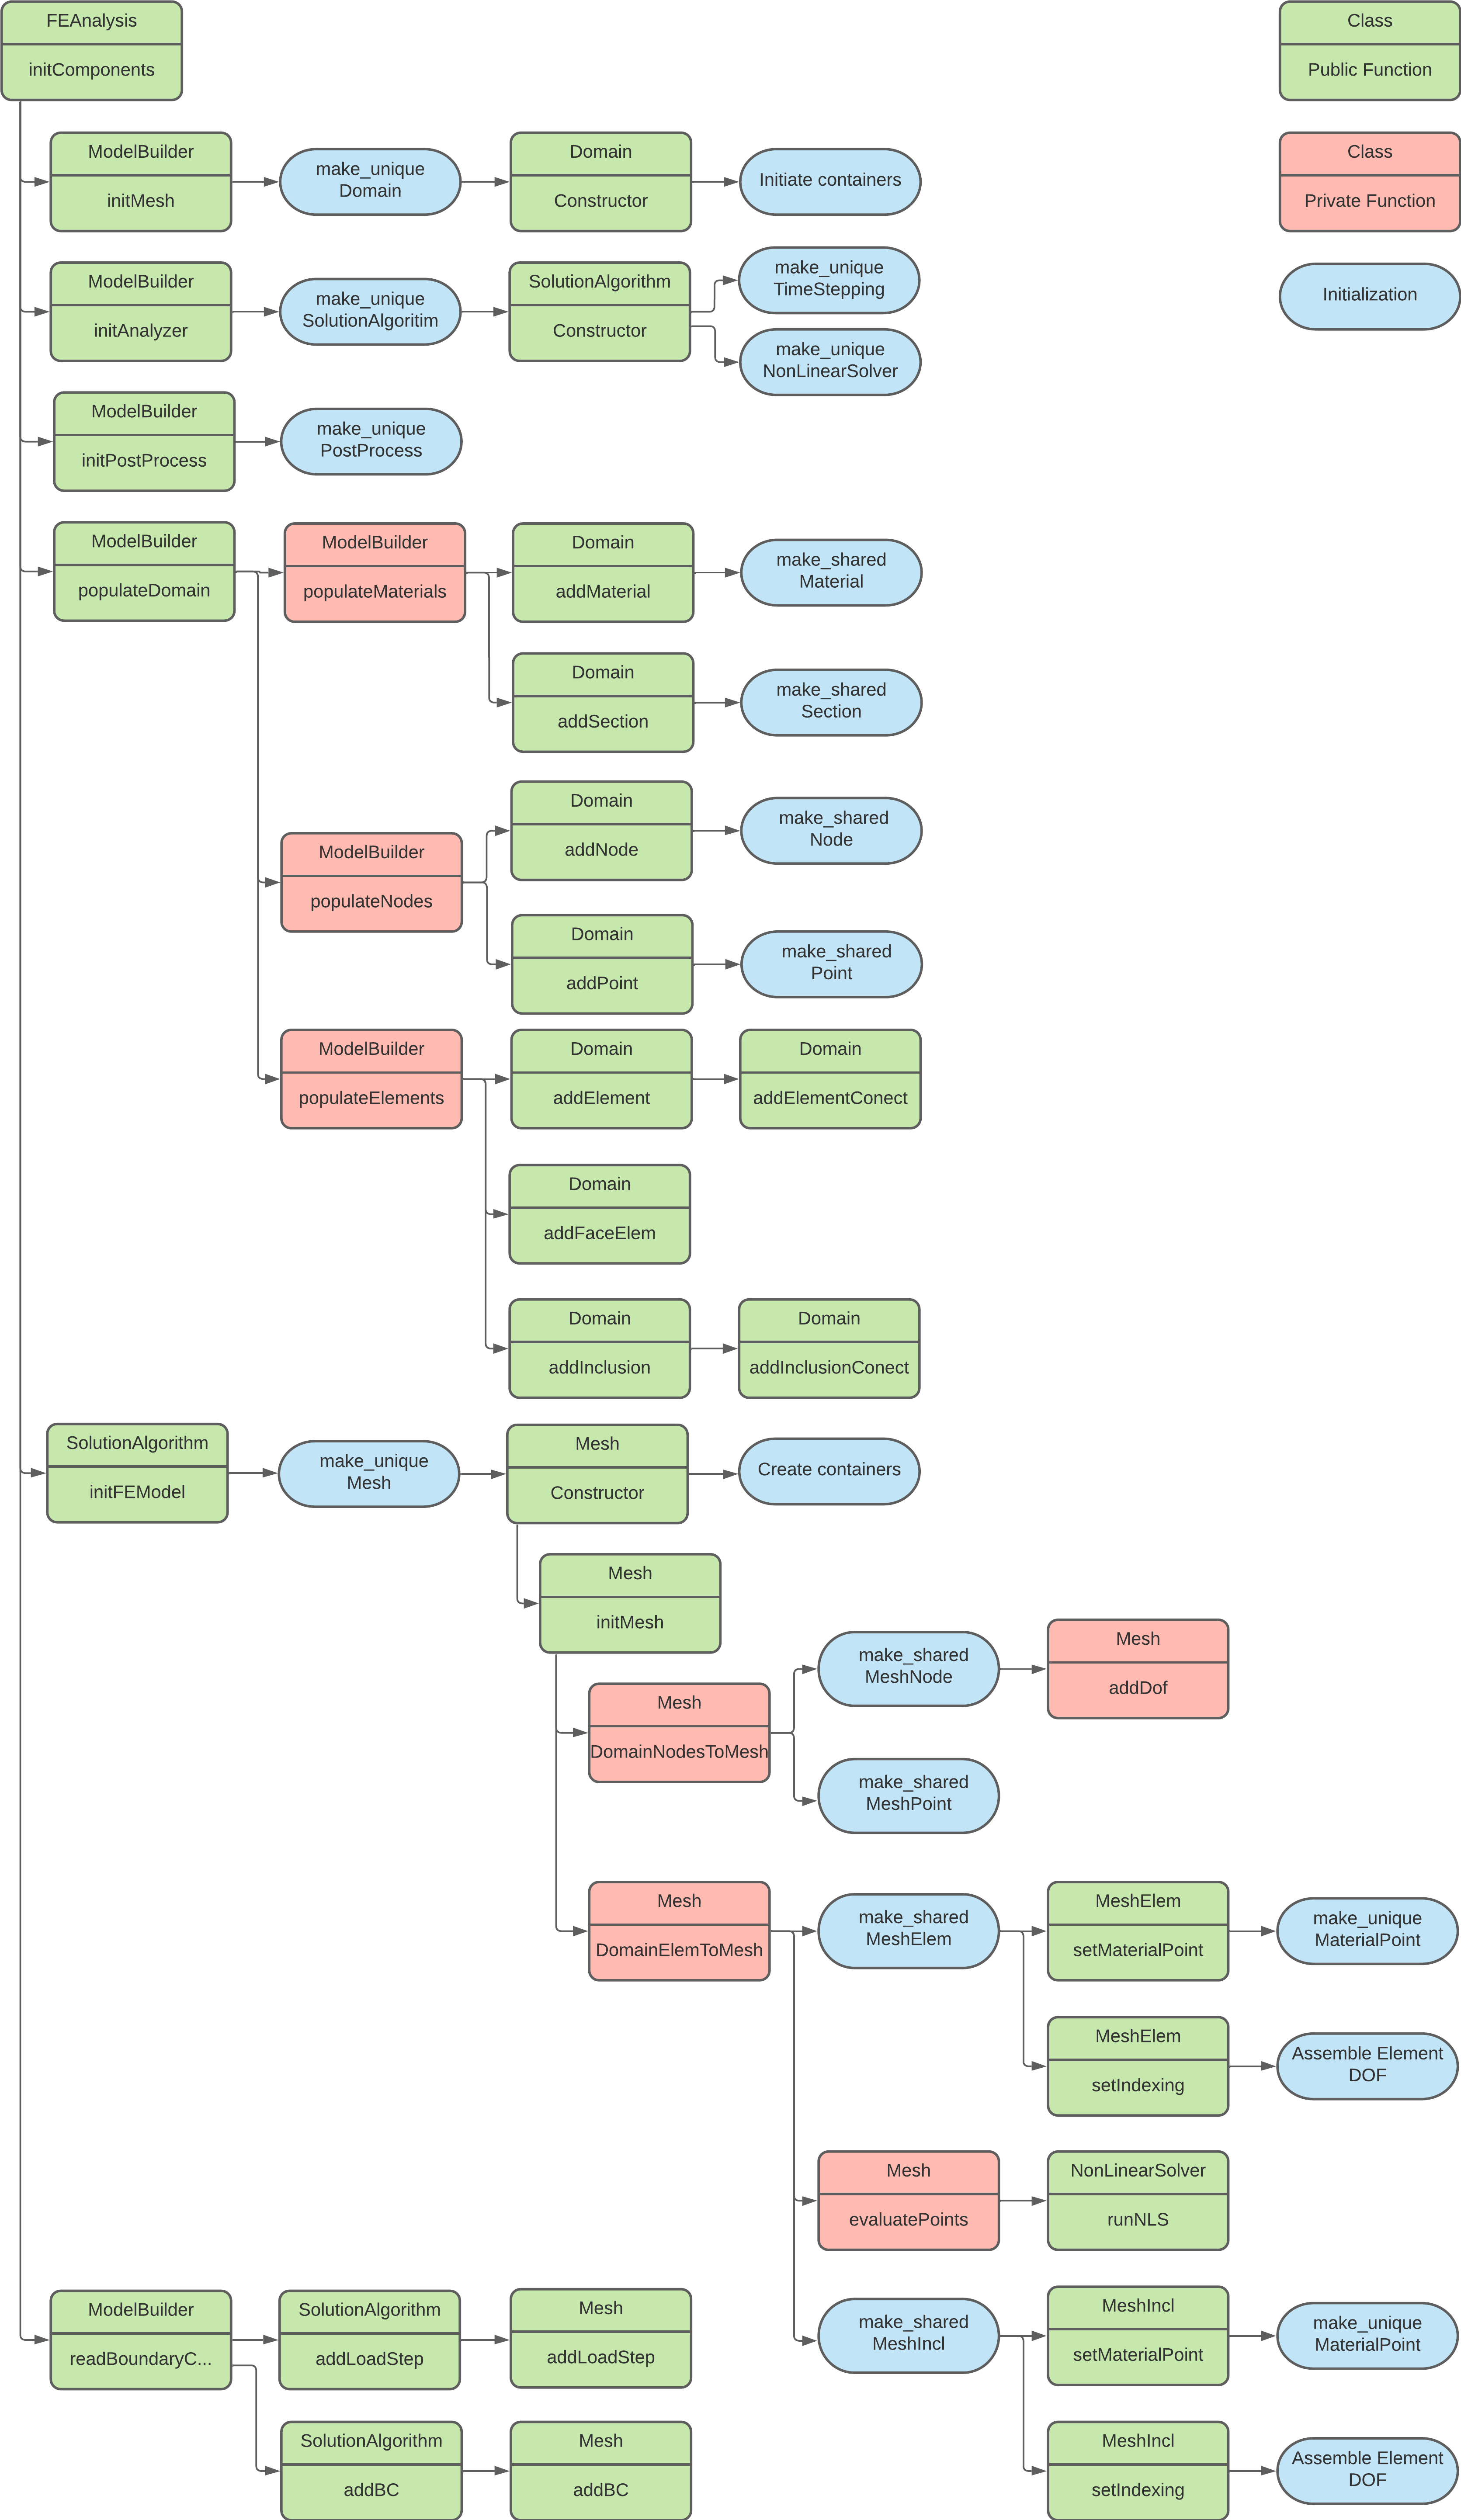 FEAnalysis
initComponents
Class
Public Function
ModelBuilder
initMesh
make_unique
Domain
Domain
Constructor
Initiate containers
Class
Private Function
ModelBuilder
initAnalyzer
make_unique
SolutionAlgoritim
SolutionAlgorithm
Constructor
make_unique
TimeStepping
make_unique
NonLinearSolver
Initialization
ModelBuilder
initPostProcess
make_unique
PostProcess
ModelBuilder
populateDomain
ModelBuilder
populateMaterials
Domain
addMaterial
make_shared
Material
Domain
addSection
make_shared
Section
ModelBuilder
populateNodes
Domain
addNode
make_shared
Node
Domain
addPoint
make_shared
Point
ModelBuilder
populateElements
Domain
addElement
Domain
addElementConect
Domain
addFaceElem
Domain
addInclusion
Domain
addInclusionConect
SolutionAlgorithm
initFEModel
make_unique
Mesh
Mesh
Constructor
Create containers
Mesh
initMesh
Mesh
DomainNodesToMesh
make_shared
MeshNode
Mesh
addDof
make_shared
MeshPoint
Mesh
DomainElemToMesh
make_shared
MeshElem
MeshElem
setMaterialPoint
make_unique
MaterialPoint
MeshElem
setIndexing
Assemble Element
DOF
Mesh
evaluatePoints
NonLinearSolver
runNLS
ModelBuilder
readBoundaryC...
SolutionAlgorithm
addLoadStep
Mesh
addLoadStep
make_shared
MeshIncl
MeshIncl
setMaterialPoint
make_unique
MaterialPoint
SolutionAlgorithm
addBC
Mesh
addBC
MeshIncl
setIndexing
Assemble Element
DOF